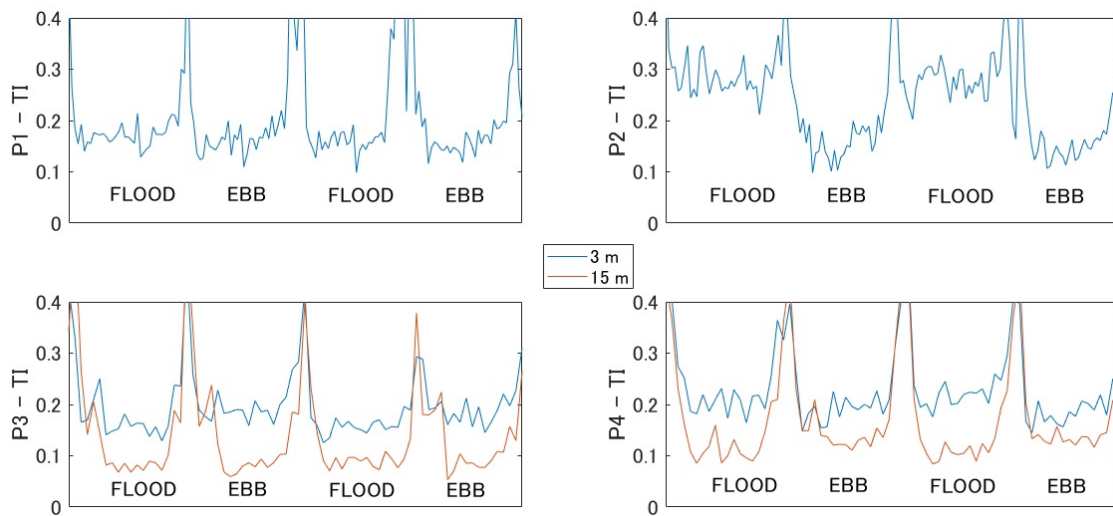 0.4
0.3
0.2
0.1
0
P1 - TI
FLOOD
EBB
FLOOD
EBB
0.4
0.3
0.2
0.1
0
P2 - TI
FLOOD
EBB
FLOOD
EBB
3 m
15 m
0.4
0.3
0.2
0.1
0
P3 - TI
FLOOD
EBB
FLOOD
EBB
0.4
0.3
0.2
0.1
0
P4 - TI
FLOOD
EBB
FLOOD
EBB